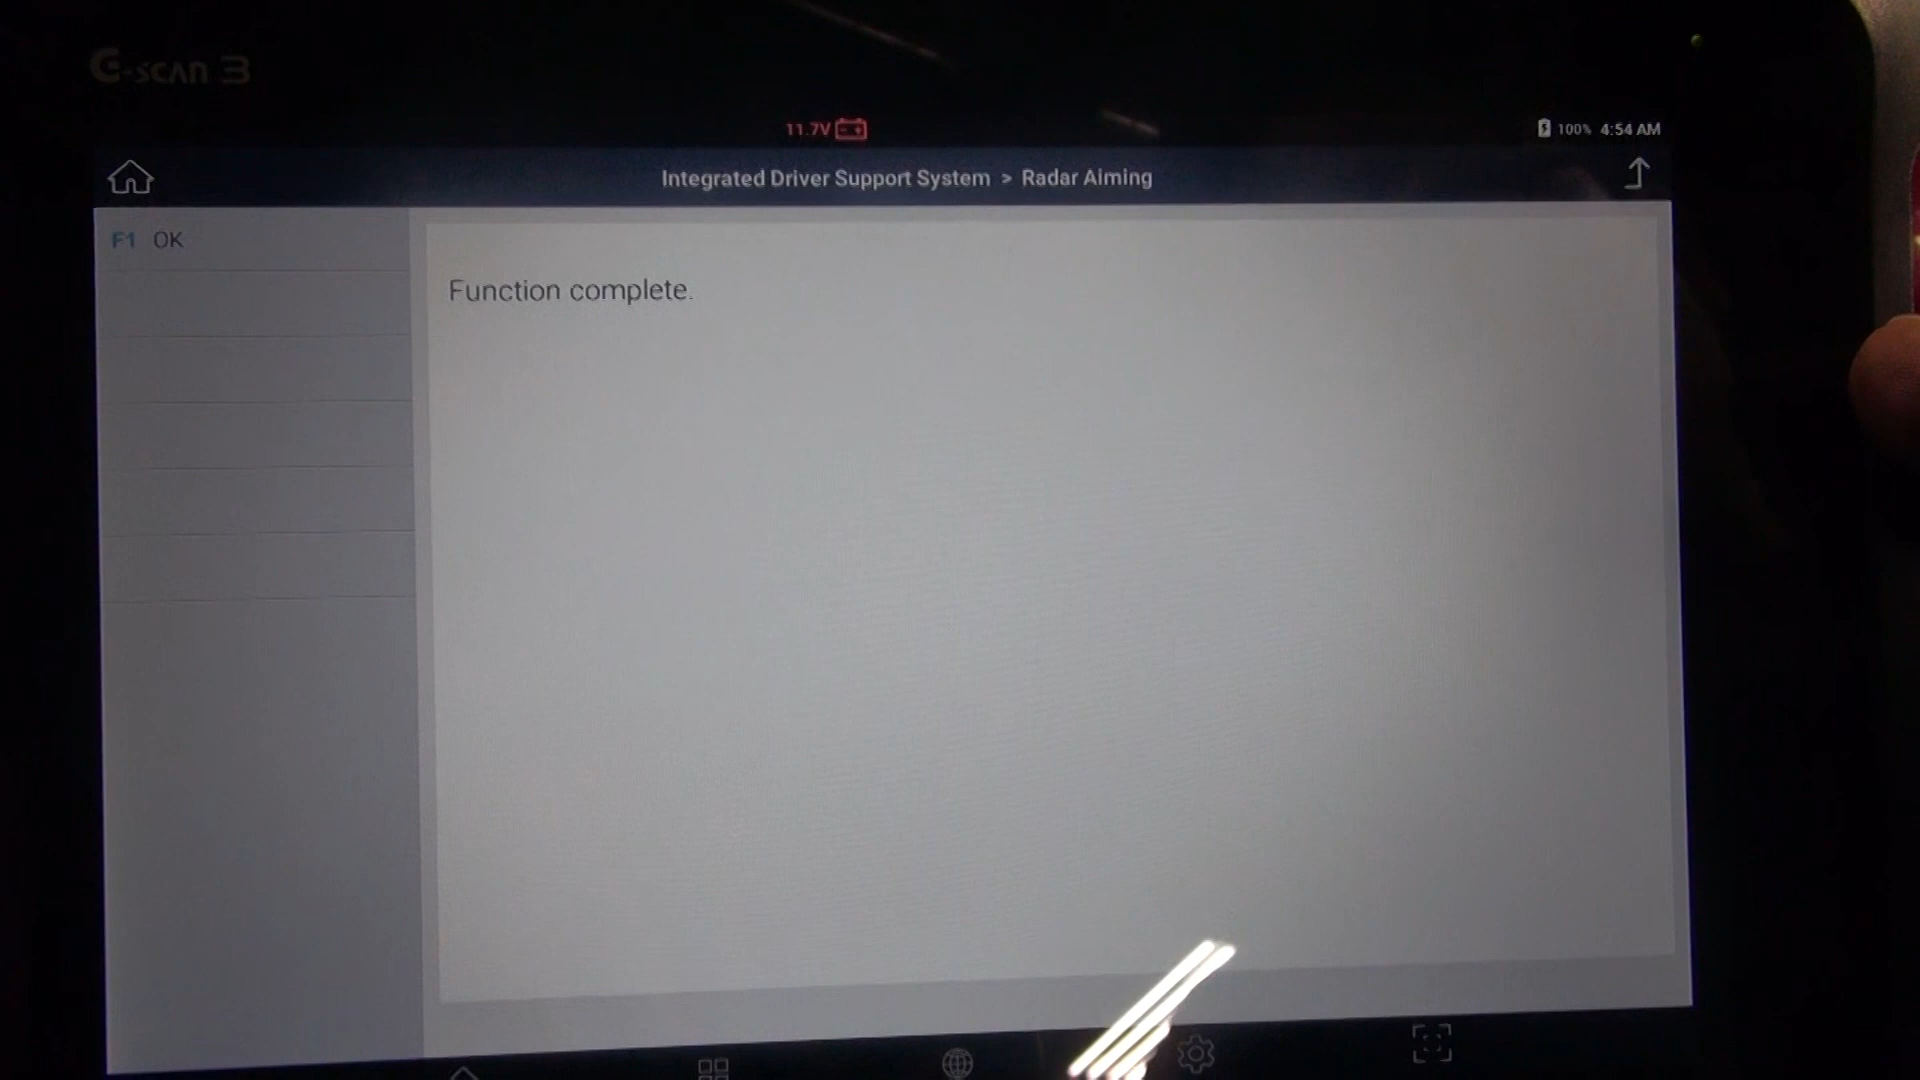 G-scan 3
11.7V
100% 4:54 AM
Integrated Driver Support System > Radar Aiming
F1 OK
Function complete.